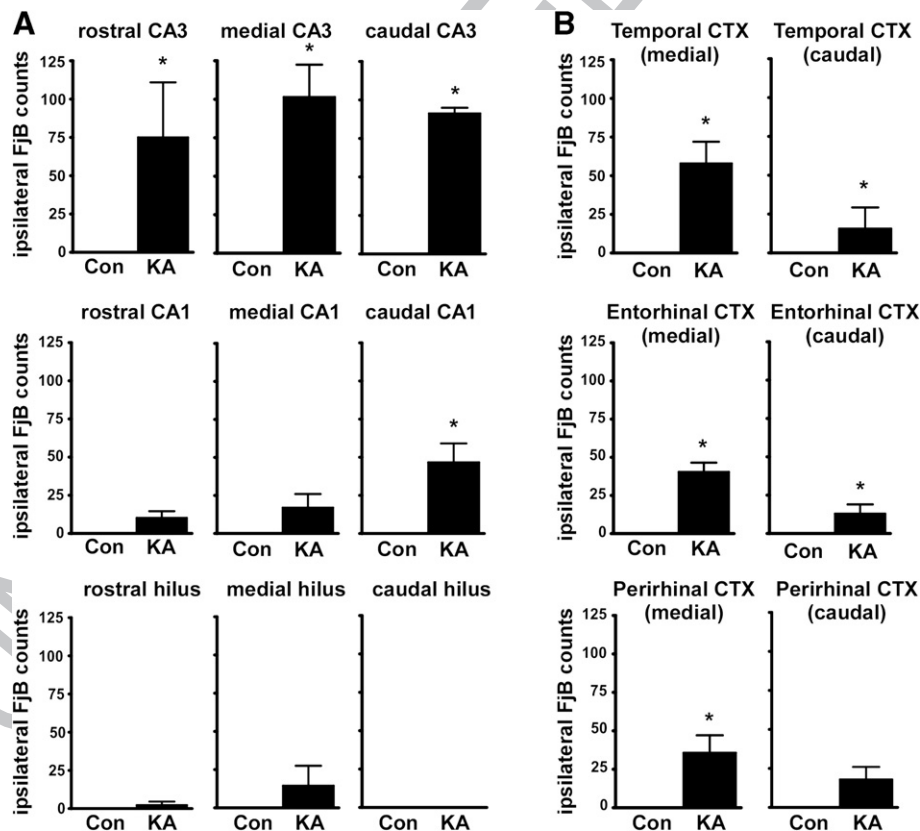 A
rostral CA3 medial CA3 caudal CA3
* * *
ipsilateral FjB counts
125
100
75
50
25
0
Con KA Con KA Con KA
rostral CA1 medial CA1 caudal CA1
*
ipsilateral FjB counts
125
100
75
50
25
0
Con KA Con KA Con KA
rostral hilus medial hilus caudal hilus
ipsilateral FjB counts
125
100
75
50
25
0
Con KA Con KA Con KA
B
Temporal CTX Temporal CTX
(medial) (caudal)
* *
ipsilateral FjB counts
125
100
75
50
25
0
Con KA Con KA
Entorhinal CTX Entorhinal CTX
(medial) (caudal)
* *
ipsilateral FjB counts
125
100
75
50
25
0
Con KA Con KA
Perirhinal CTX Perirhinal CTX
(medial) (caudal)
*
ipsilateral FjB counts
125
100
75
50
25
0
Con KA Con KA